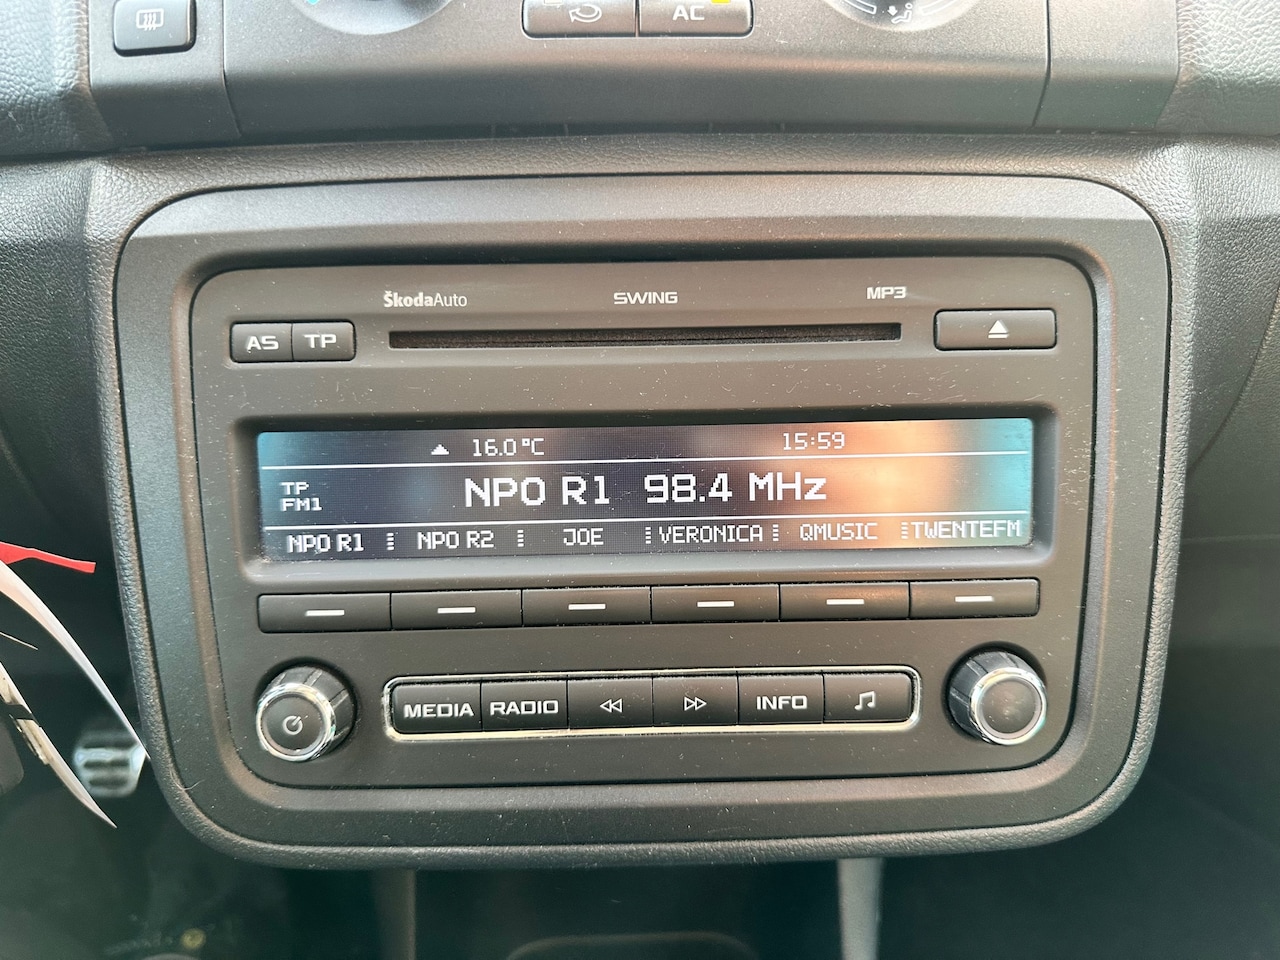 AC
ŠkodaAuto SWING MP3
AS TP
16.0°C 15:59
TP
FM1
NPO R1 98.4 MHz
NPO R1 NPO R2 JOE VERONICA QMUSIC TWENTEFM
MEDIA RADIO INFO